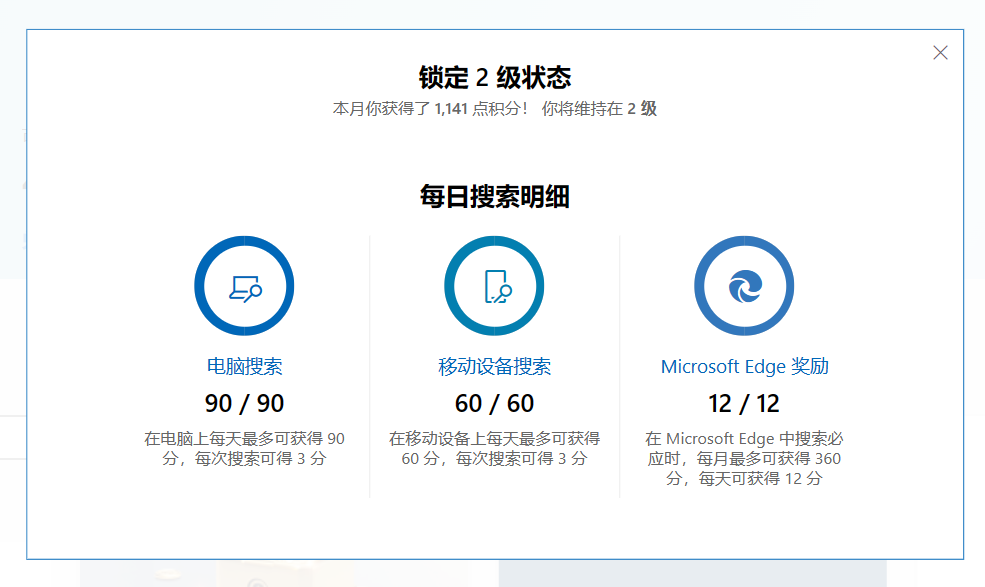 锁定 2 级状态
本月你获得了 1,141 点积分! 你将维持在 2 级
每日搜索明细
电脑搜索
90 / 90
在电脑上每天最多可获得 90
分，每次搜索可得 3 分
移动设备搜索
60 / 60
在移动设备上每天最多可获得
60 分，每次搜索可得 3 分
Microsoft Edge 奖励
12 / 12
在 Microsoft Edge 中搜索必
应时，每月最多可获得 360
分，每天可获得 12 分